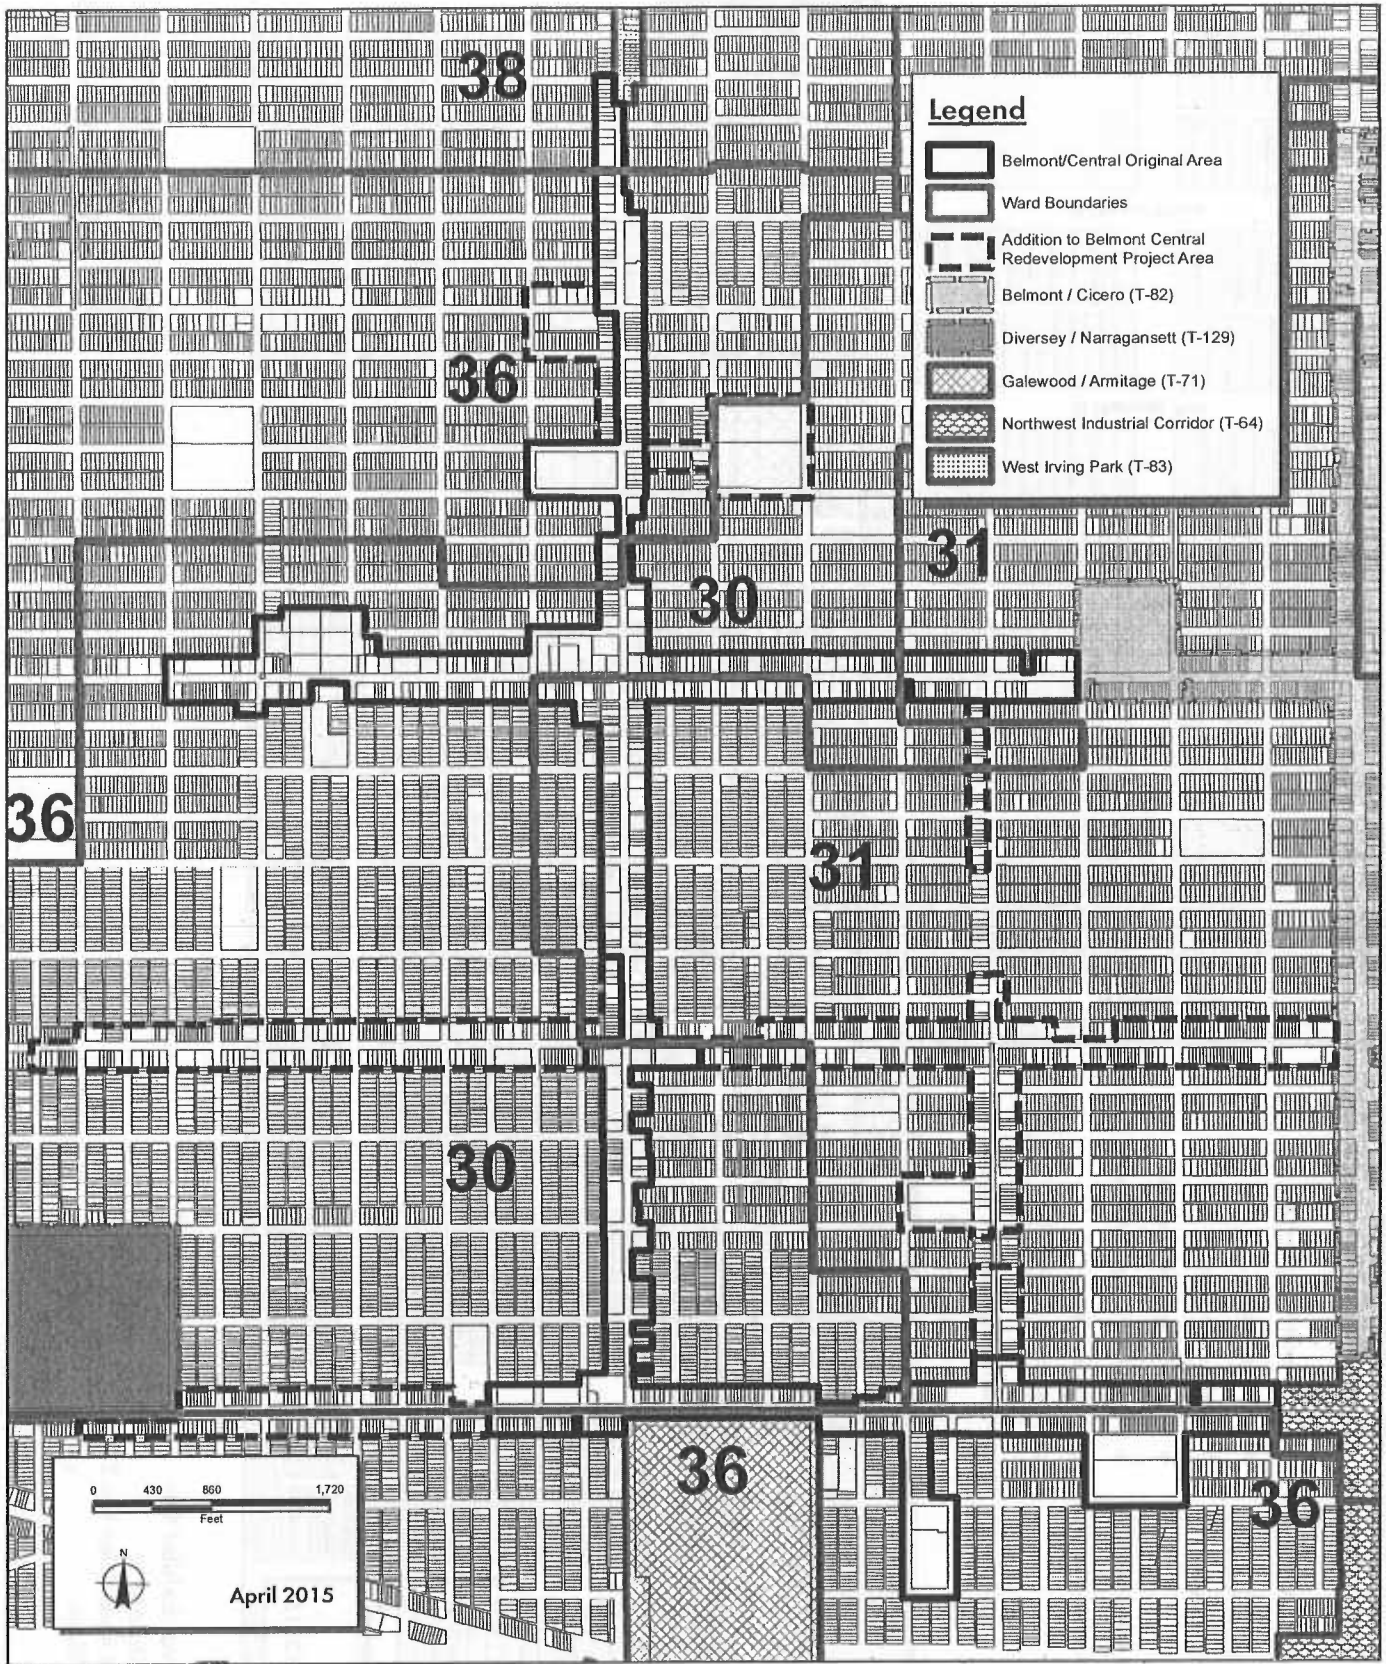 38
Legend
Belmont/Central Original Area
Ward Boundaries
Addition to Belmont Central
Redevelopment Project Area
Belmont / Cicero (T-82)
Diversey / Narragansett (T-129)
36
Galewood / Armitage (T-71)
Northwest Industrial Corridor (T-64)
West Irving Park (T-83)
31
30
36
31
30
36
36
0 430 860 1,720
Feet
N
April 2015